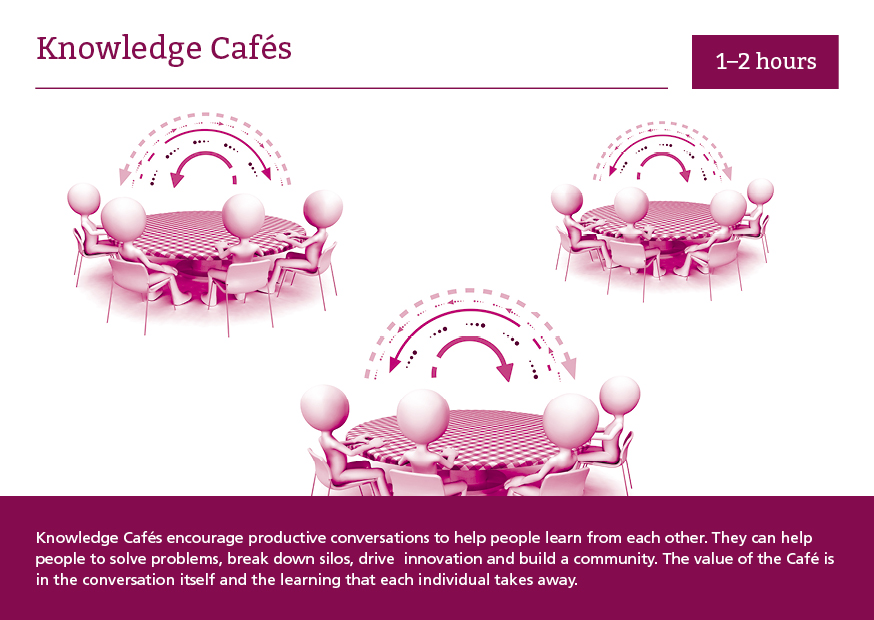 Knowledge Cafés
1–2 hours
Knowledge Cafés encourage productive conversations to help people learn from each other. They can help
people to solve problems, break down silos, drive  innovation and build a community. The value of the Café is
in the conversation itself and the learning that each individual takes away.